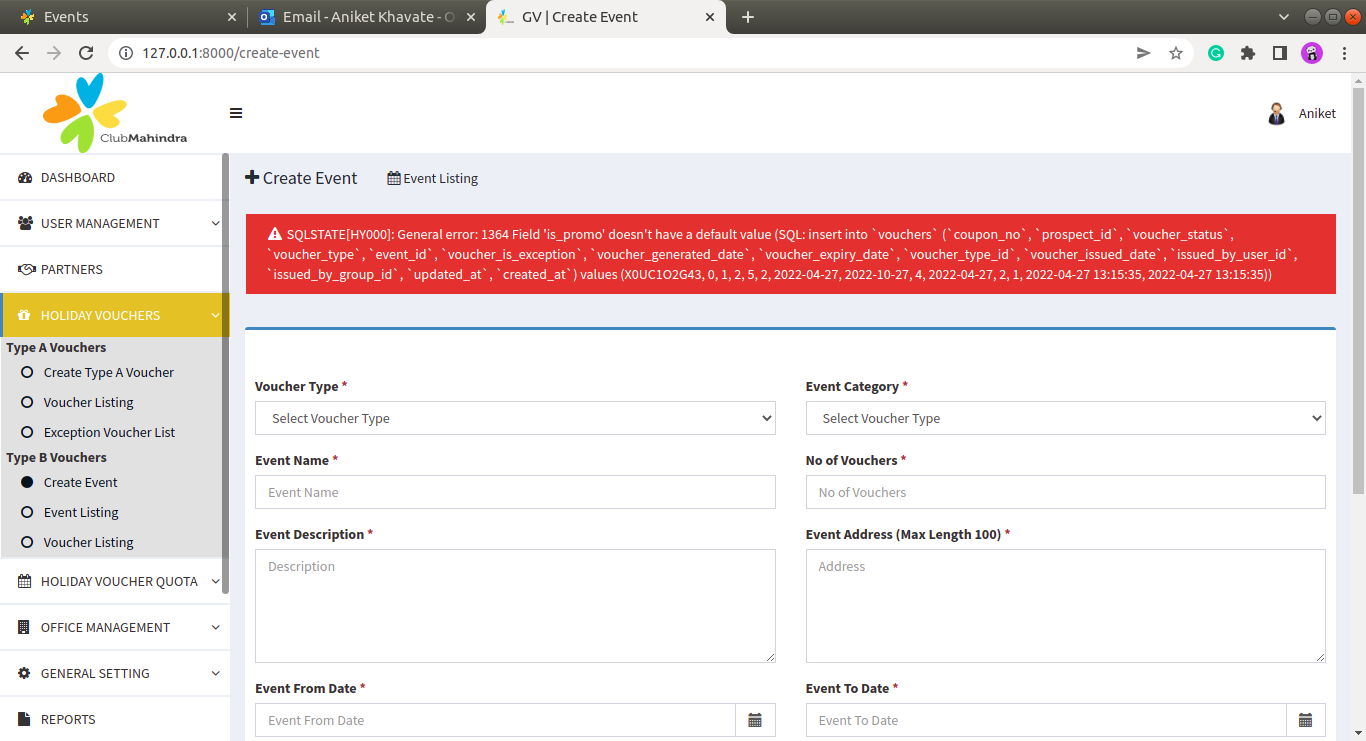 Events
Email - Aniket Khavate - O
GV | Create Event
127.0.0.1:8000/create-event
ClubMahindra
Aniket
DASHBOARD
USER MANAGEMENT
PARTNERS
HOLIDAY VOUCHERS
Type A Vouchers
Create Type A Voucher
Voucher Listing
Exception Voucher List
Type B Vouchers
Create Event
Event Listing
Voucher Listing
HOLIDAY VOUCHER QUOTA
OFFICE MANAGEMENT
GENERAL SETTING
REPORTS
Create Event
Event Listing
SQLSTATE[HY000]: General error: 1364 Field 'is_promo' doesn't have a default value (SQL: insert into `vouchers` (`coupon_no`, `prospect_id`, `voucher_status`,
`voucher_type`, `event_id`, `voucher_is_exception`, `voucher_generated_date`, `voucher_expiry_date`, `voucher_type_id`, `voucher_issued_date`, `issued_by_user_id`,
`issued_by_group_id`, `updated_at`, `created_at`) values (X0UC1O2G43, 0, 1, 2, 5, 2, 2022-04-27, 2022-10-27, 4, 2022-04-27, 2, 1, 2022-04-27 13:15:35, 2022-04-27 13:15:35))
Voucher Type *
Select Voucher Type
Event Category *
Select Voucher Type
Event Name *
Event Name
No of Vouchers *
No of Vouchers
Event Description *
Description
Event Address (Max Length 100) *
Address
Event From Date *
Event From Date
Event To Date *
Event To Date